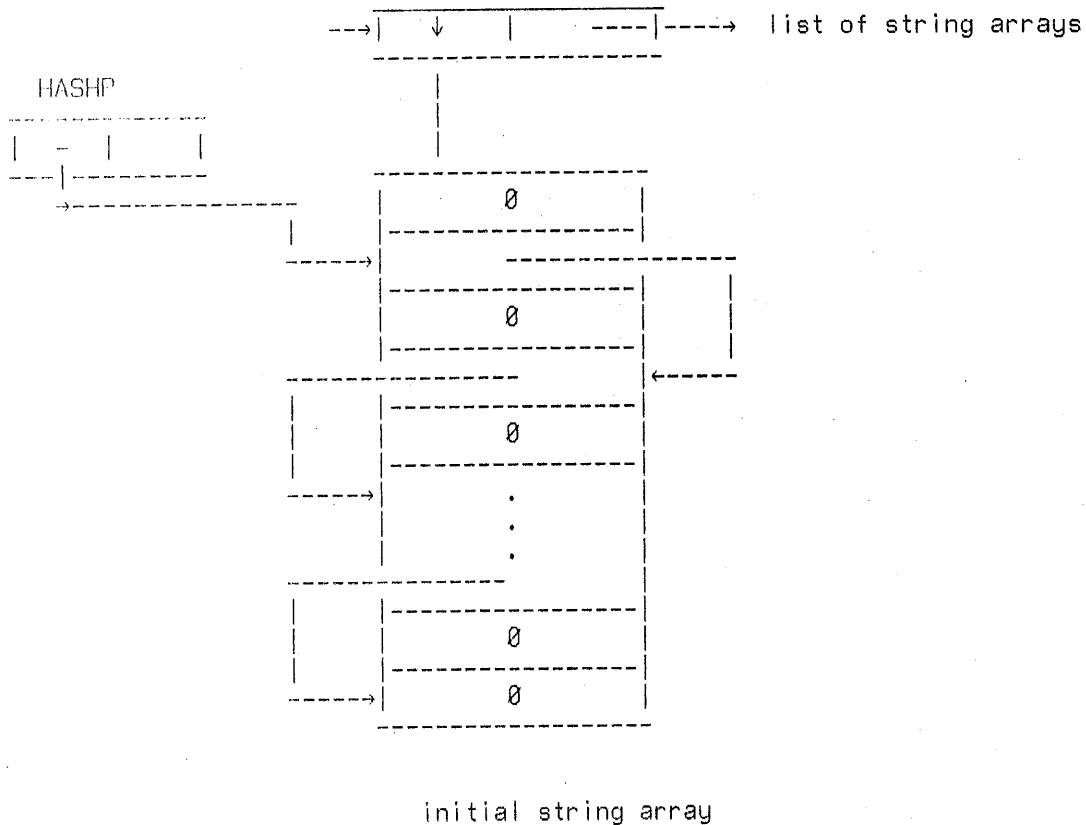 list of string arrays
HASHP
0
0
0
.
.
.
0
0
initial string array